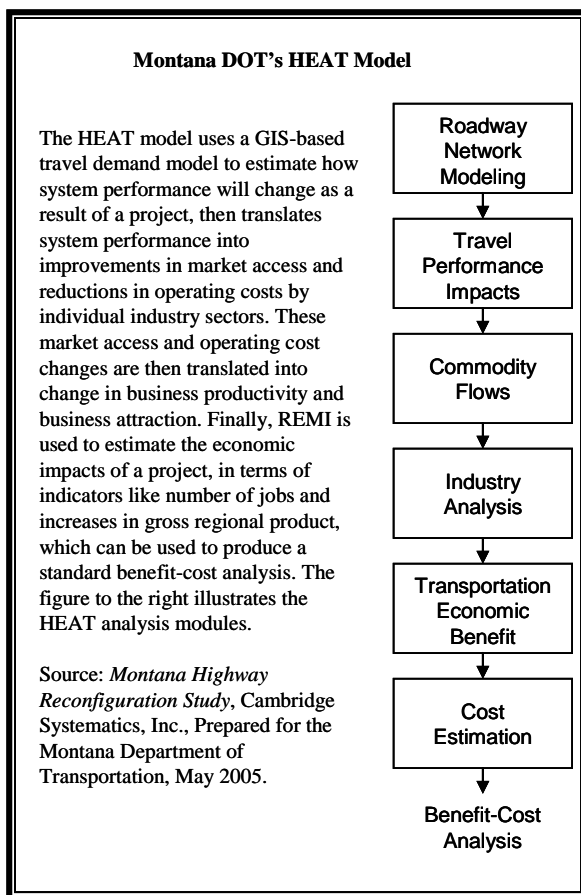 Montana DOT's HEAT Model
The HEAT model uses a GIS-based
travel demand model to estimate how
system performance will change as a
result of a project, then translates
system performance into
improvements in market access and
reductions in operating costs by
individual industry sectors. These
market access and operating cost
changes are then translated into
change in business productivity and
business attraction. Finally, REMI is
used to estimate the economic
impacts of a project, in terms of
indicators like number of jobs and
increases in gross regional product,
which can be used to produce a
standard benefit-cost analysis. The
figure to the right illustrates the
HEAT analysis modules.
Source: Montana Highway
Reconfiguration Study, Cambridge
Systematics, Inc., Prepared for the
Montana Department of
Transportation, May 2005.
Roadway
Network
Modeling
Travel
Performance
Impacts
Commodity
Flows
Industry
Analysis
Transportation
Economic
Benefit
Cost
Estimation
Benefit-Cost
Analysis